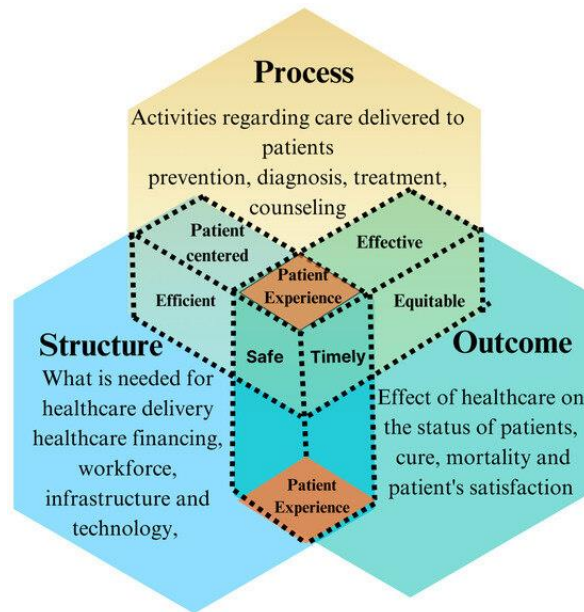 Process
Activities regarding care delivered to
patients
prevention, diagnosis, treatment,
counseling
Patient
centered
Effective
Patient
Experience
Efficient
Equitable
Safe
Timely
Structure
What is needed for
healthcare delivery
healthcare financing,
workforce,
infrastructure and
technology,
Outcome
Effect of healthcare on
the status of patients,
cure, mortality and
patient's satisfaction
Patient
Experience